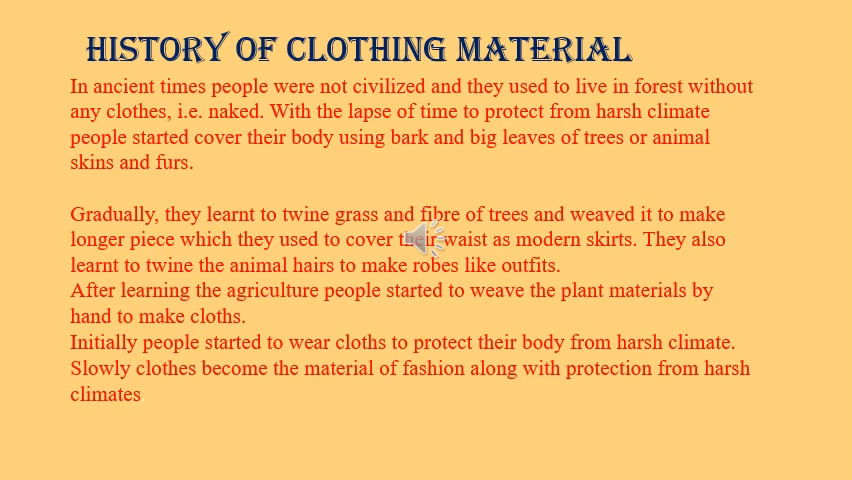 HISTORY OF CLOTHING MATERIAL
In ancient times people were not civilized and they used to live in forest without
any clothes, i.e. naked. With the lapse of time to protect from harsh climate
people started cover their body using bark and big leaves of trees or animal
skins and furs.
Gradually, they learnt to twine grass and fibre of trees and weaved it to make
longer piece which they used to cover their waist as modern skirts. They also
learnt to twine the animal hairs to make robes like outfits.
After learning the agriculture people started to weave the plant materials by
hand to make cloths.
Initially people started to wear cloths to protect their body from harsh climate.
Slowly clothes become the material of fashion along with protection from harsh
climates.